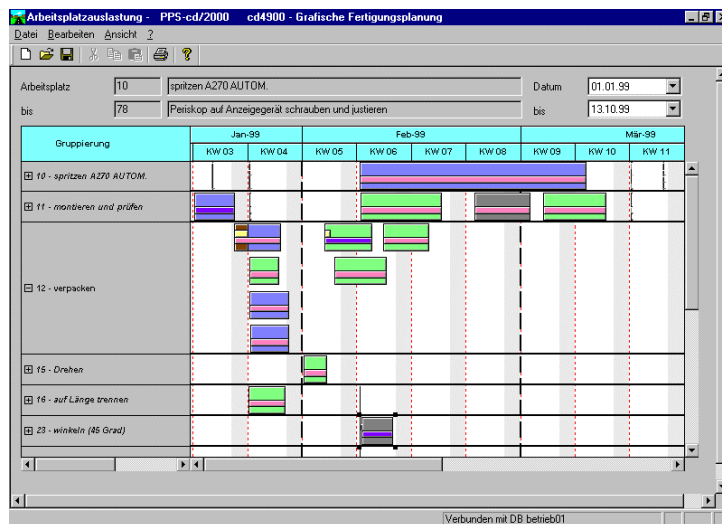 Arbeitsplatzauslastung - PPS-cd/2000 cd4900 - Grafische Fertigungsplanung
Datei Bearbeiten Ansicht ?
Arbeitsplatz 10 spritzen A270 AUTOM. Datum 01.01.99
bis 78 Periskop auf Anzeigegerät schrauben und justieren bis 13.10.99
Gruppierung
Jan-99 Feb-99 Mär-99
KW 03 KW 04 KW 05 KW 06 KW 07 KW 08 KW 09 KW 10 KW 11
10 - spritzen A270 AUTOM.
11 - montieren und prüfen
12 - verpacken
15 - Drehen
16 - auf Länge trennen
23 - winkeln (45 Grad)
Verbunden mit DB betrieb01